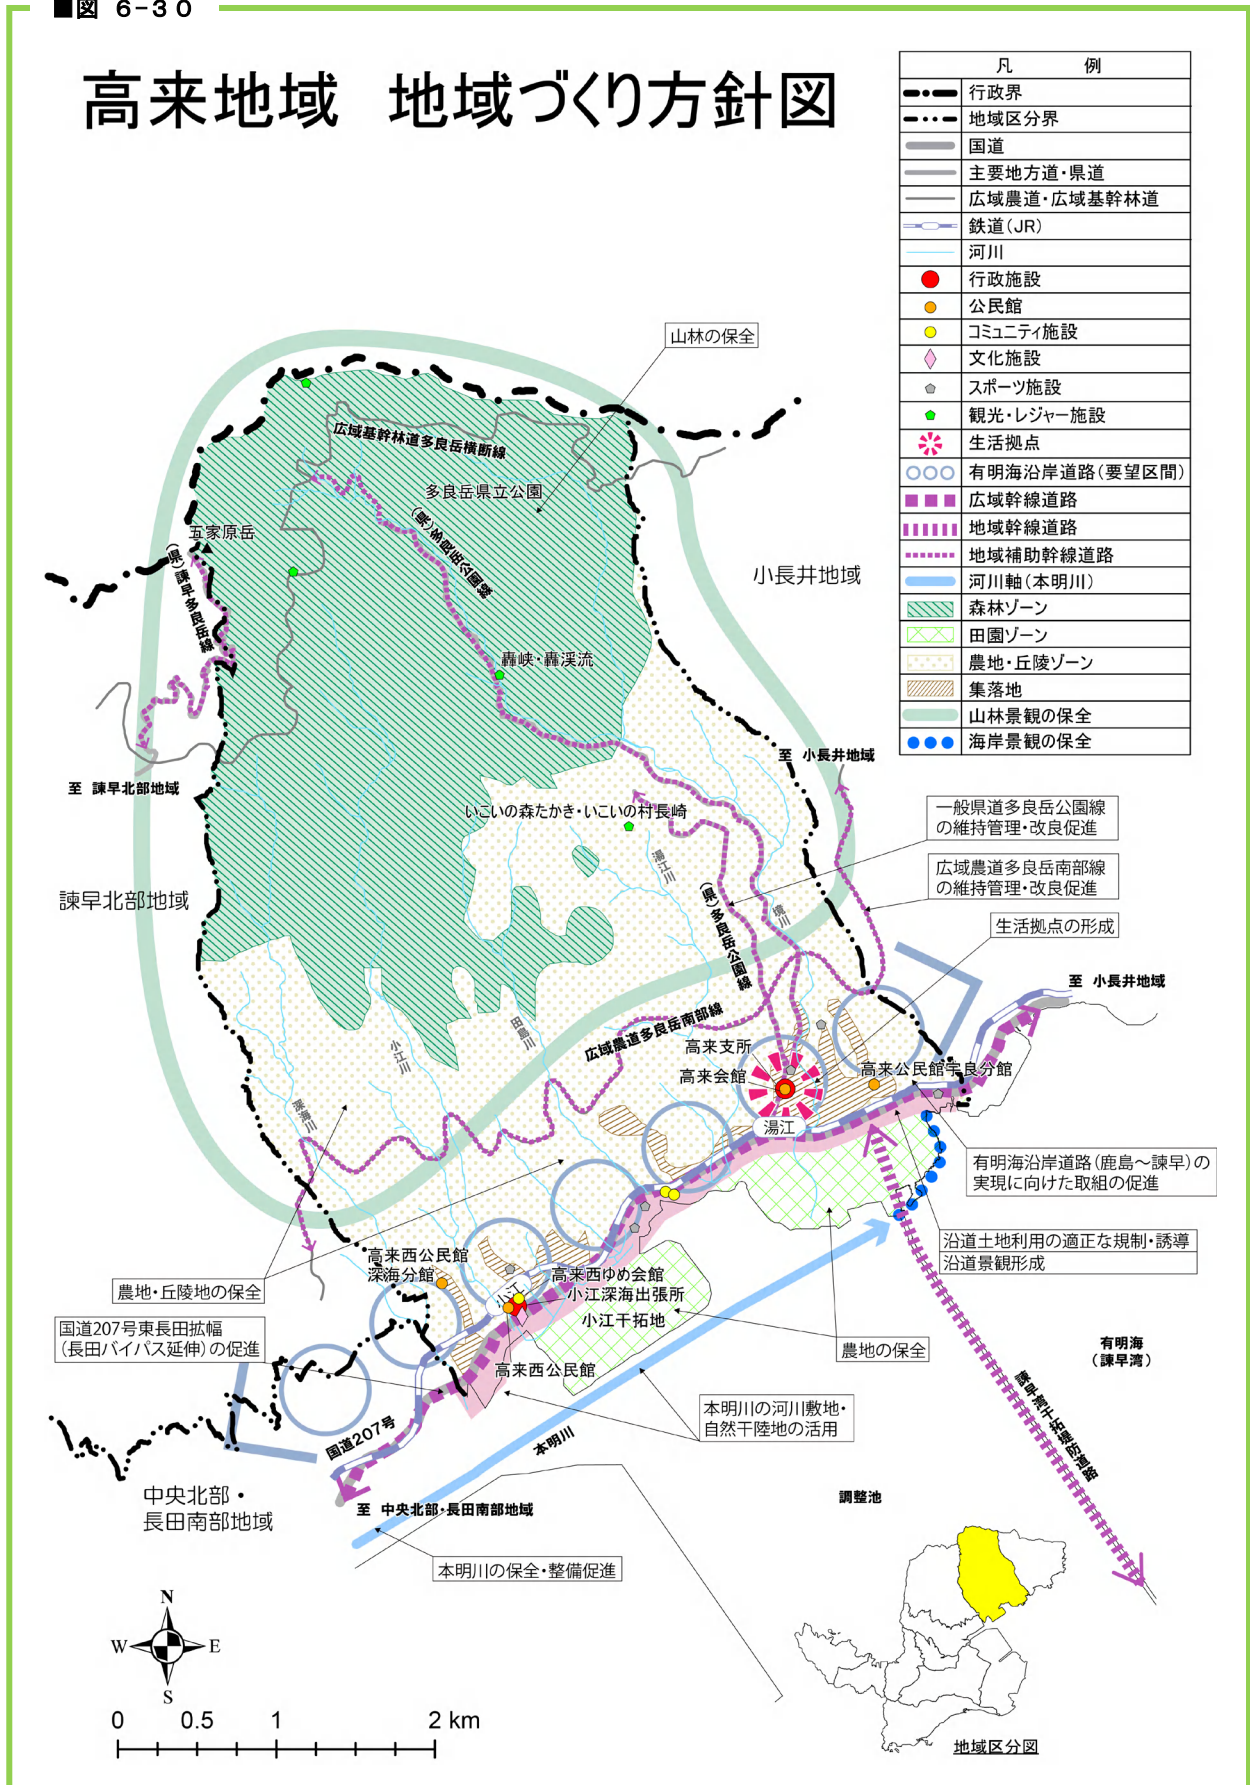 ■図 6-30
高来地域 地域づくり方針図
凡 例
行政界
地域区分界
国道
主要地方道・県道
広域農道・広域基幹林道
鉄道(JR)
河川
行政施設
公民館
コミュニティ施設
文化施設
スポーツ施設
観光・レジャー施設
生活拠点
有明海沿岸道路(要望区間)
広域幹線道路
地域幹線道路
地域補助幹線道路
河川軸(本明川)
森林ゾーン
田園ゾーン
農地・丘陵ゾーン
集落地
山林景観の保全
海岸景観の保全
山林の保全
広域基幹林道多良岳横断線
多良岳県立公園
(県)多良岳公園線
五家原岳
(県)諫早多良岳線
小長井地域
轟峡・轟渓流
至 小長井地域
至 諫早北部地域
いこいの森たかき・いこいの村長崎
一般県道多良岳公園線
の維持管理・改良促進
湯江川
広域農道多良岳南部線
の維持管理・改良促進
諫早北部地域
(県)多良岳公園線
境川
生活拠点の形成
至 小長井地域
田島川
広域農道多良岳南部線
小江川
高来支所
高来会館
高来公民館宇良分館
深海川
湯江
有明海沿岸道路(鹿島～諫早)の
実現に向けた取組の促進
沿道土地利用の適正な規制・誘導
沿道景観形成
高来西公民館
深海分館
高来西ゆめ会館
小江
小江深海出張所
小江干拓地
農地・丘陵地の保全
国道207号東長田拡幅
(長田バイパス延伸)の促進
農地の保全
有明海
(諫早湾)
高来西公民館
諫早湾干拓堤防道路
本明川の河川敷地・
自然干陸地の活用
国道207号
本明川
中央北部・
長田南部地域
至 中央北部・長田南部地域
調整池
本明川の保全・整備促進
N
W
E
S
0 0.5 1 2 km
地域区分図